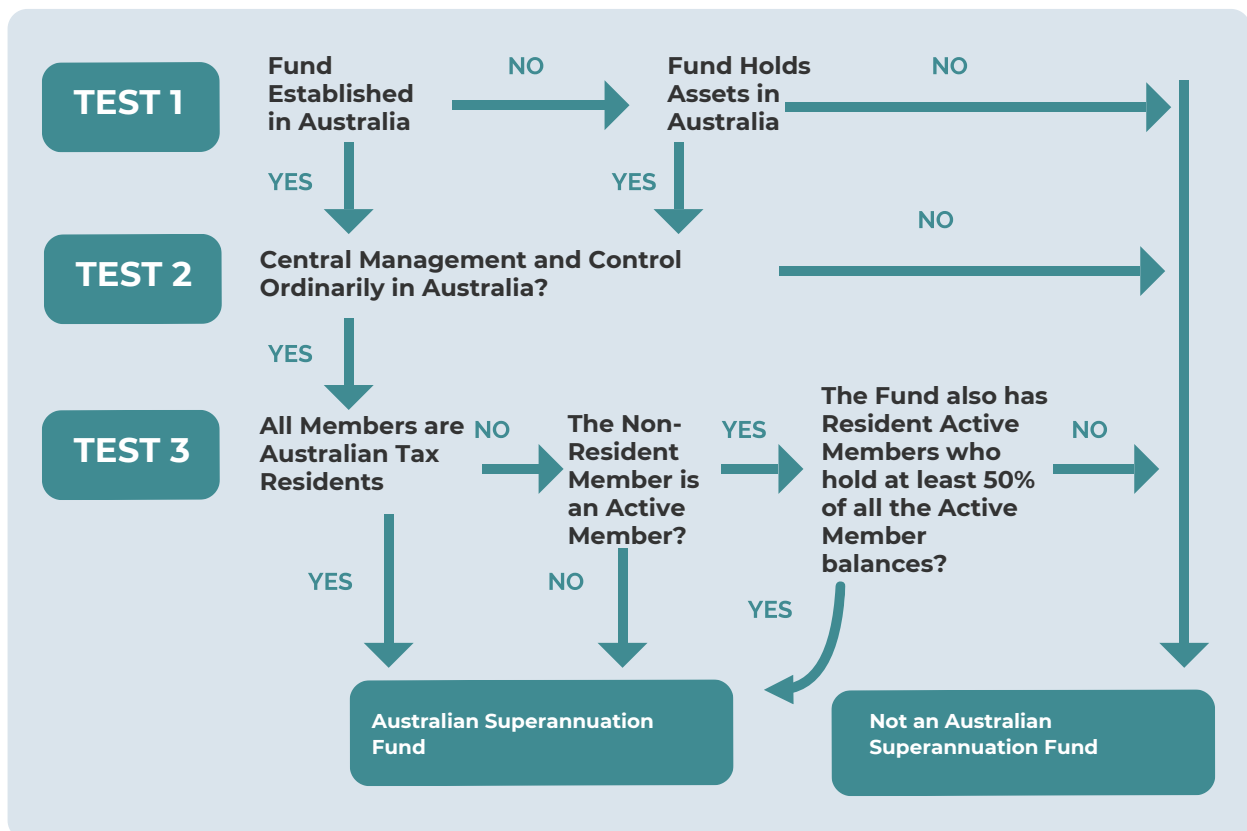 TEST 1
Fund
Established
in Australia
NO
Fund Holds
Assets in
Australia
NO
YES
YES
TEST 2
Central Management and Control
Ordinarily in Australia?
NO
YES
TEST 3
All Members are
Australian Tax
Residents
NO
The Non-
Resident
Member is
an Active
Member?
YES
The Fund also has
Resident Active
Members who
hold at least 50%
of all the Active
Member
balances?
NO
YES
NO
YES
Australian Superannuation
Fund
Not an Australian
Superannuation Fund